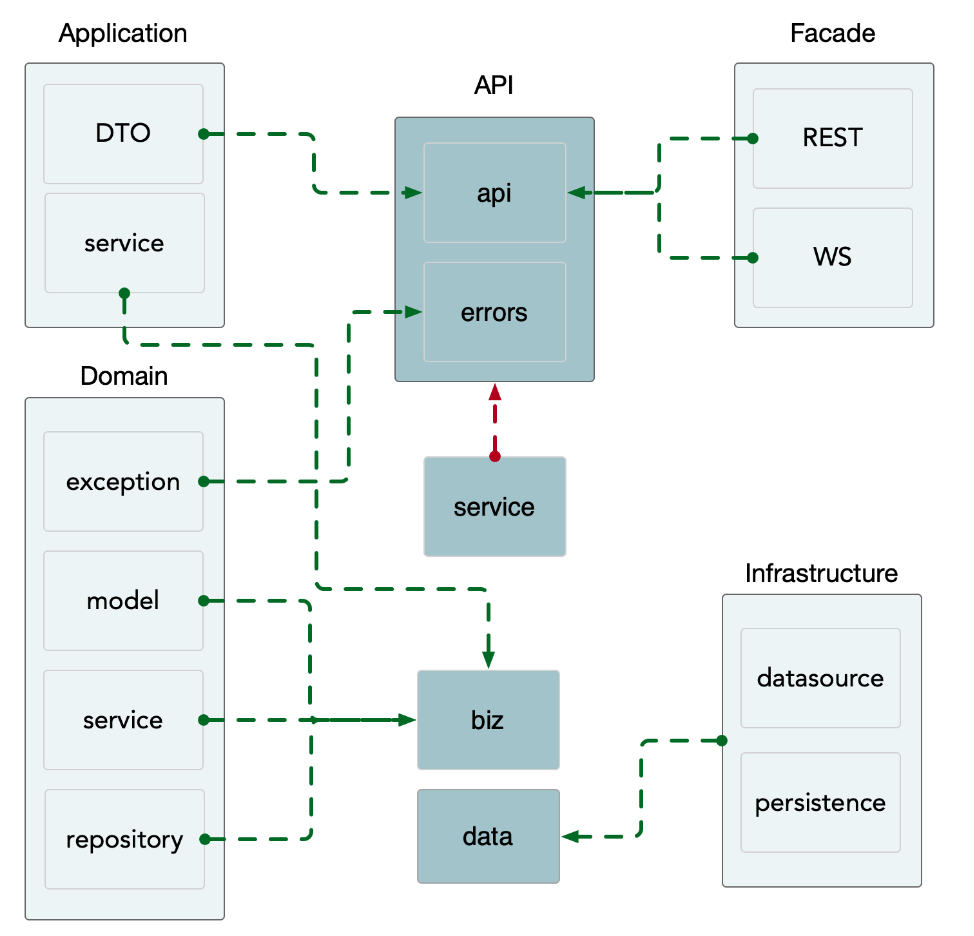 Application
DTO
service
Domain
exception
model
service
repository
API
api
errors
service
biz
data
Facade
REST
WS
Infrastructure
datasource
persistence